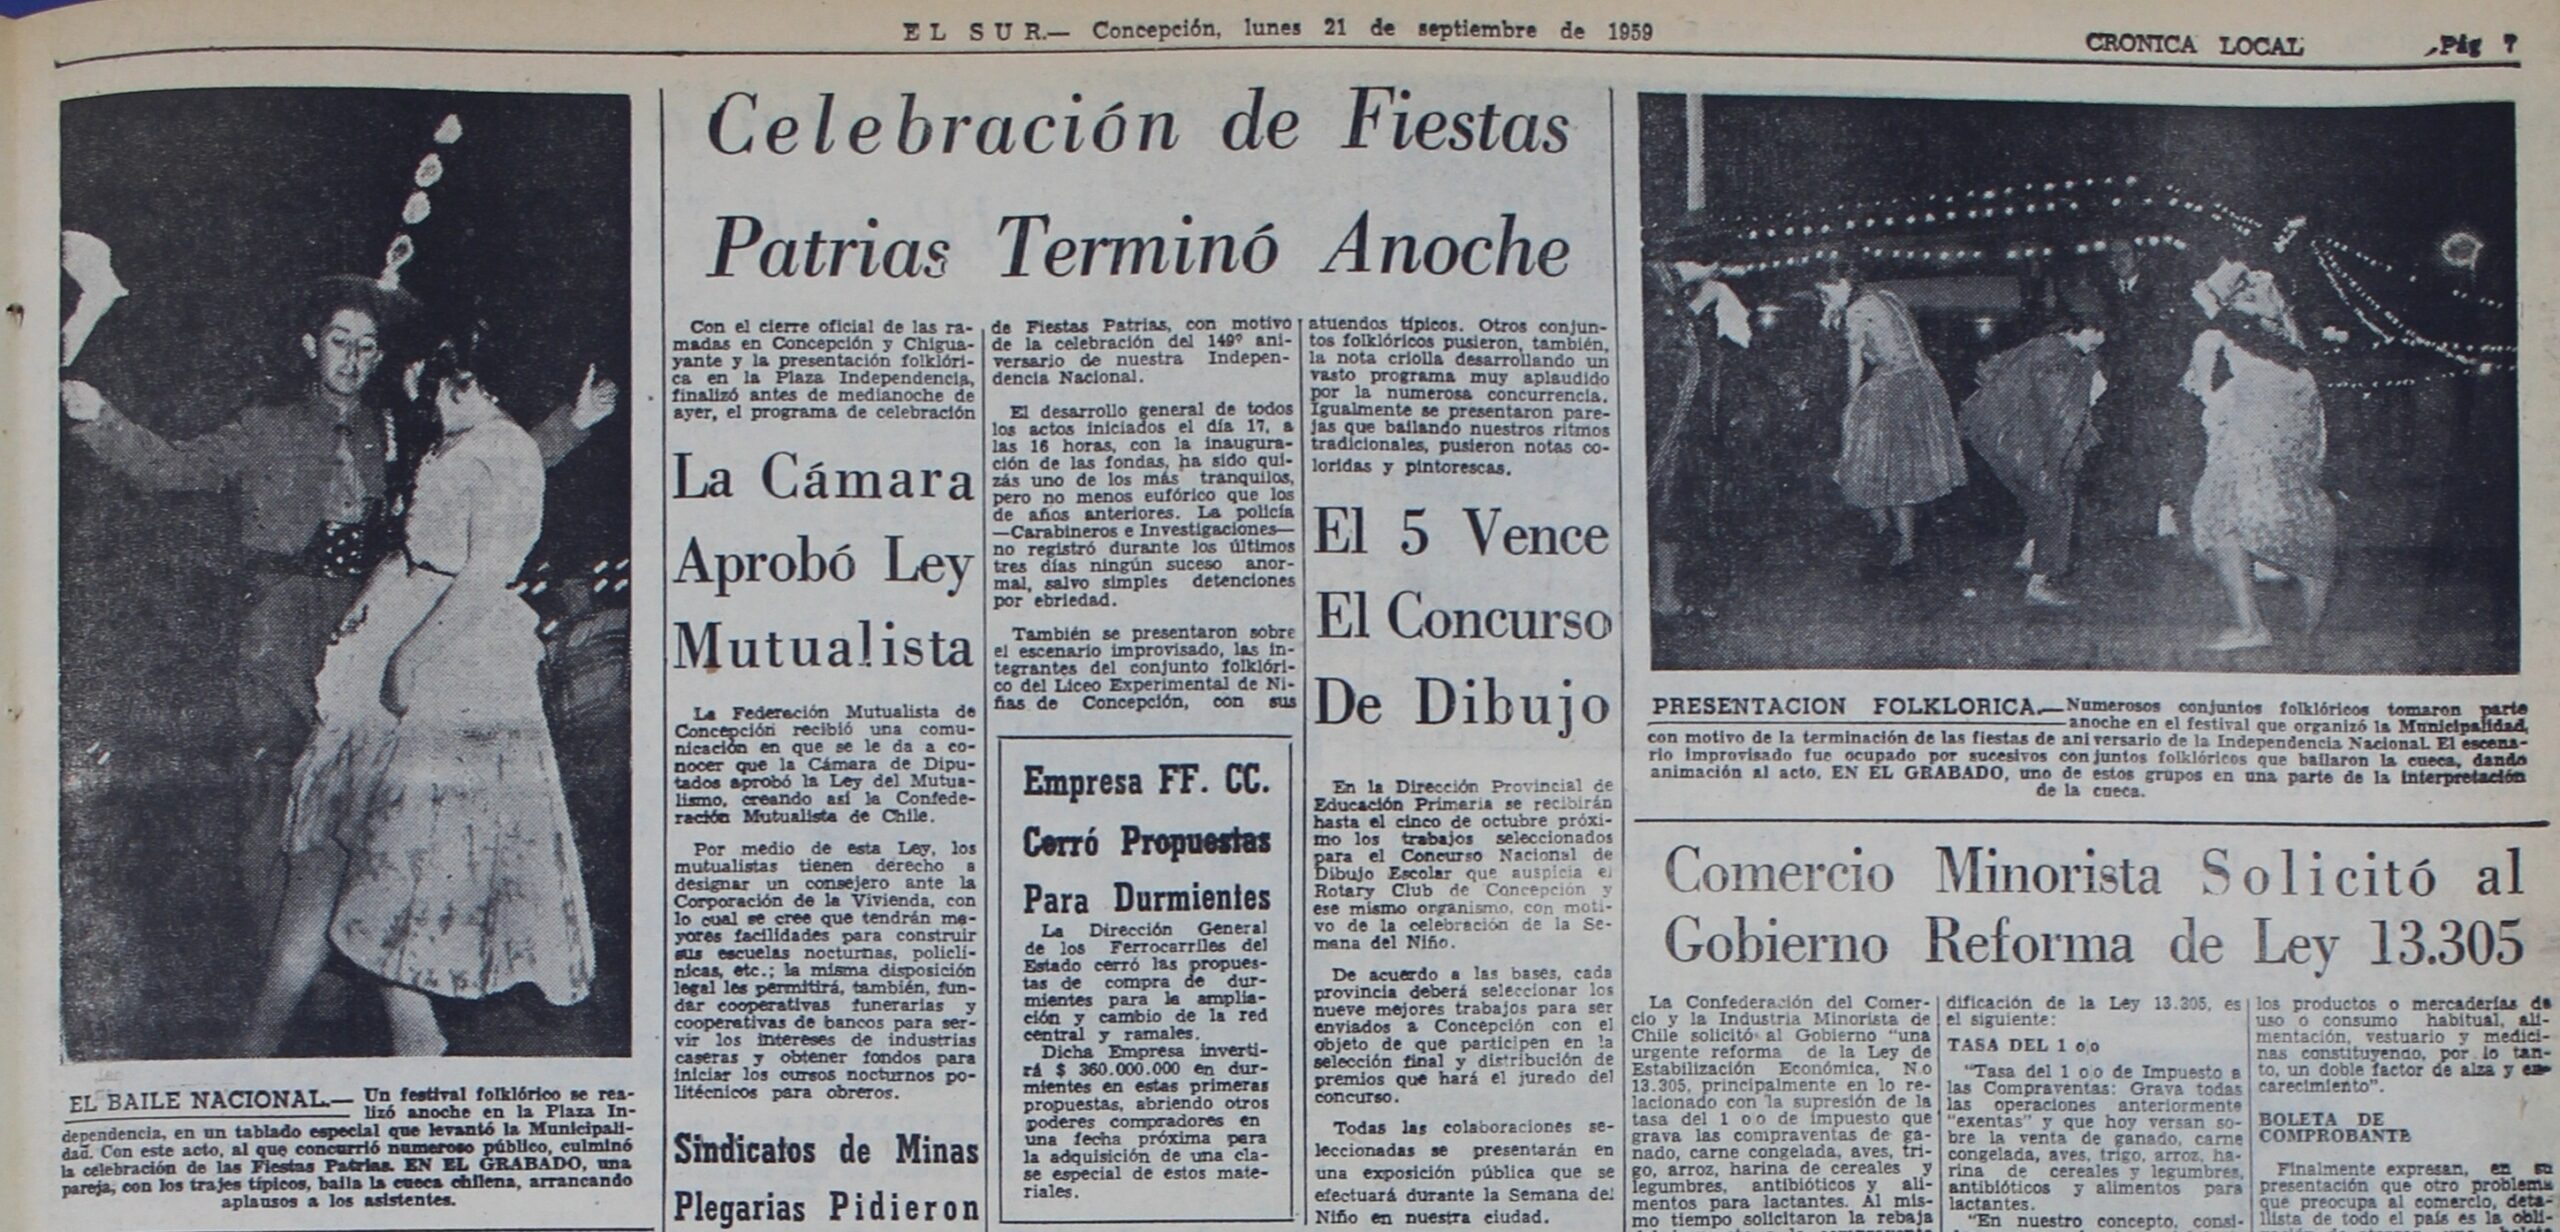 EL SUR.— Concepción, lunes 21 de septiembre de 1959
CRONICA LOCAL
Pág 7
EL BAILE NACIONAL.— Un festival folklórico se rea-
lizó anoche en la Plaza In-
dependencia, en un tablado especial que levantó la Municipali-
dad. Con este acto, al que concurrió numeroso público, culminó
la celebración de las Fiestas Patrias. EN EL GRABADO, una
pareja, con los trajes típicos, baila la cueca chilena, arrancando
aplausos a los asistentes.
Celebración de Fiestas
Patrias Terminó Anoche
Con el cierre oficial de las ra-
madas en Concepción y Chigua-
yante y la presentación folklóri-
ca en la Plaza Independencia,
finalizó antes de medianoche de
ayer, el programa de celebración
de Fiestas Patrias, con motivo
de la celebración del 149º ani-
versario de nuestra Indepen-
dencia Nacional.
El desarrollo general de todos
los actos iniciados el día 17, a
las 16 horas, con la inaugura-
ción de las fondas, ha sido qui-
zás uno de los más tranquilos,
pero no menos eufórico que los
de años anteriores. La policía
—Carabineros e Investigaciones—
no registró durante los últimos
tres días ningún suceso anor-
mal, salvo simples detenciones
por ebriedad.
También se presentaron sobre
el escenario improvisado, las in-
tegrantes del conjunto folklóri-
co del Liceo Experimental de Ni-
ñas de Concepción, con sus
atuendos típicos. Otros conjun-
tos folklóricos pusieron, también,
la nota criolla desarrollando un
vasto programa muy aplaudido
por la numerosa concurrencia.
Igualmente se presentaron pare-
jas que bailando nuestros ritmos
tradicionales, pusieron notas co-
loridas y pintorescas.
La Cámara
Aprobó Ley
Mutualista
La Federación Mutualista de
Concepción recibió una comu-
nicación en que se le da a co-
nocer que la Cámara de Dipu-
tados aprobó la Ley del Mutua-
lismo, creando así la Confede-
ración Mutualista de Chile.
Por medio de esta Ley, los
mutualistas tienen derecho a
designar un consejero ante la
Corporación de la Vivienda, con
lo cual se cree que tendrán ma-
yores facilidades para construir
sus escuelas nocturnas, policlí-
nicas, etc.; la misma disposición
legal les permitirá, también, fun-
dar cooperativas funerarias y
cooperativas de bancos para ser-
vir los intereses de industrias
caseras y obtener fondos para
iniciar los cursos nocturnos po-
litécnicos para obreros.
Sindicatos de Minas
Plegarias Pidieron
Empresa FF. CC.
Cerró Propuestas
Para Durmientes
La Dirección General
de los Ferrocarriles del
Estado cerró las propues-
tas de compra de dur-
mientes para la amplia-
ción y cambio de la red
central y ramales.
Dicha Empresa inverti-
rá $ 360.000.000 en dur-
mientes en estas primeras
propuestas, abriendo otros
poderes compradores en
una fecha próxima para
la adquisición de una cla-
se especial de estos mate-
riales.
El 5 Vence
El Concurso
De Dibujo
En la Dirección Provincial de
Educación Primaria se recibirán
hasta el cinco de octubre próxi-
mo los trabajos seleccionados
para el Concurso Nacional de
Dibujo Escolar que auspicia el
Rotary Club de Concepción y
ese mismo organismo, con moti-
vo de la celebración de la Se-
mana del Niño.
De acuerdo a las bases, cada
provincia deberá seleccionar los
nueve mejores trabajos para ser
enviados a Concepción con el
objeto de que participen en la
selección final y distribución de
premios que hará el jurado del
concurso.
Todas las colaboraciones se-
leccionadas se presentarán en
una exposición pública que se
efectuará durante la Semana del
Niño en nuestra ciudad.
PRESENTACION FOLKLORICA.— Numerosos conjuntos folklóricos tomaron parte
anoche en el festival que organizó la Municipalidad,
con motivo de la terminación de las fiestas de aniversario de la Independencia Nacional. El escena-
rio improvisado fue ocupado por sucesivos conjuntos folklóricos que bailaron la cueca, dando
animación al acto. EN EL GRABADO, uno de estos grupos en una parte de la interpretación
de la cueca.
Comercio Minorista Solicitó al
Gobierno Reforma de Ley 13.305
La Confederación del Comer-
cio y la Industria Minorista de
Chile solicitó al Gobierno "una
urgente reforma de la Ley de
Estabilización Económica, N.o
13.305, principalmente en lo re-
lacionado con la supresión de la
tasa del 1 o o de impuesto que
grava las compraventas de ga-
nado, carne congelada, aves, tri-
go, arroz, harina de cereales y
legumbres, antibióticos y ali-
mentos para lactantes. Al mis-
mo tiempo solicitaron la rebaja
dificación de la Ley 13.305, es
el siguiente:
TASA DEL 1 o|o
"Tasa del 1 o|o de Impuesto a
las Compraventas: Grava todas
las operaciones anteriormente
"exentas" y que hoy versan so-
bre la venta de ganado, carne
congelada, aves, trigo, arroz, ha-
rina de cereales y legumbres,
antibióticos y alimentos para
lactantes.
"En nuestro concepto, consi-
los productos o mercaderías de
uso o consumo habitual, ali-
mentación, vestuario y medici-
nas constituyendo, por lo tan-
to, un doble factor de alza y en-
carecimiento".
BOLETA DE
COMPROBANTE
Finalmente expresan, en su
presentación que otro problema
que preocupa al comercio, deta-
llista de todo el país es la obli-